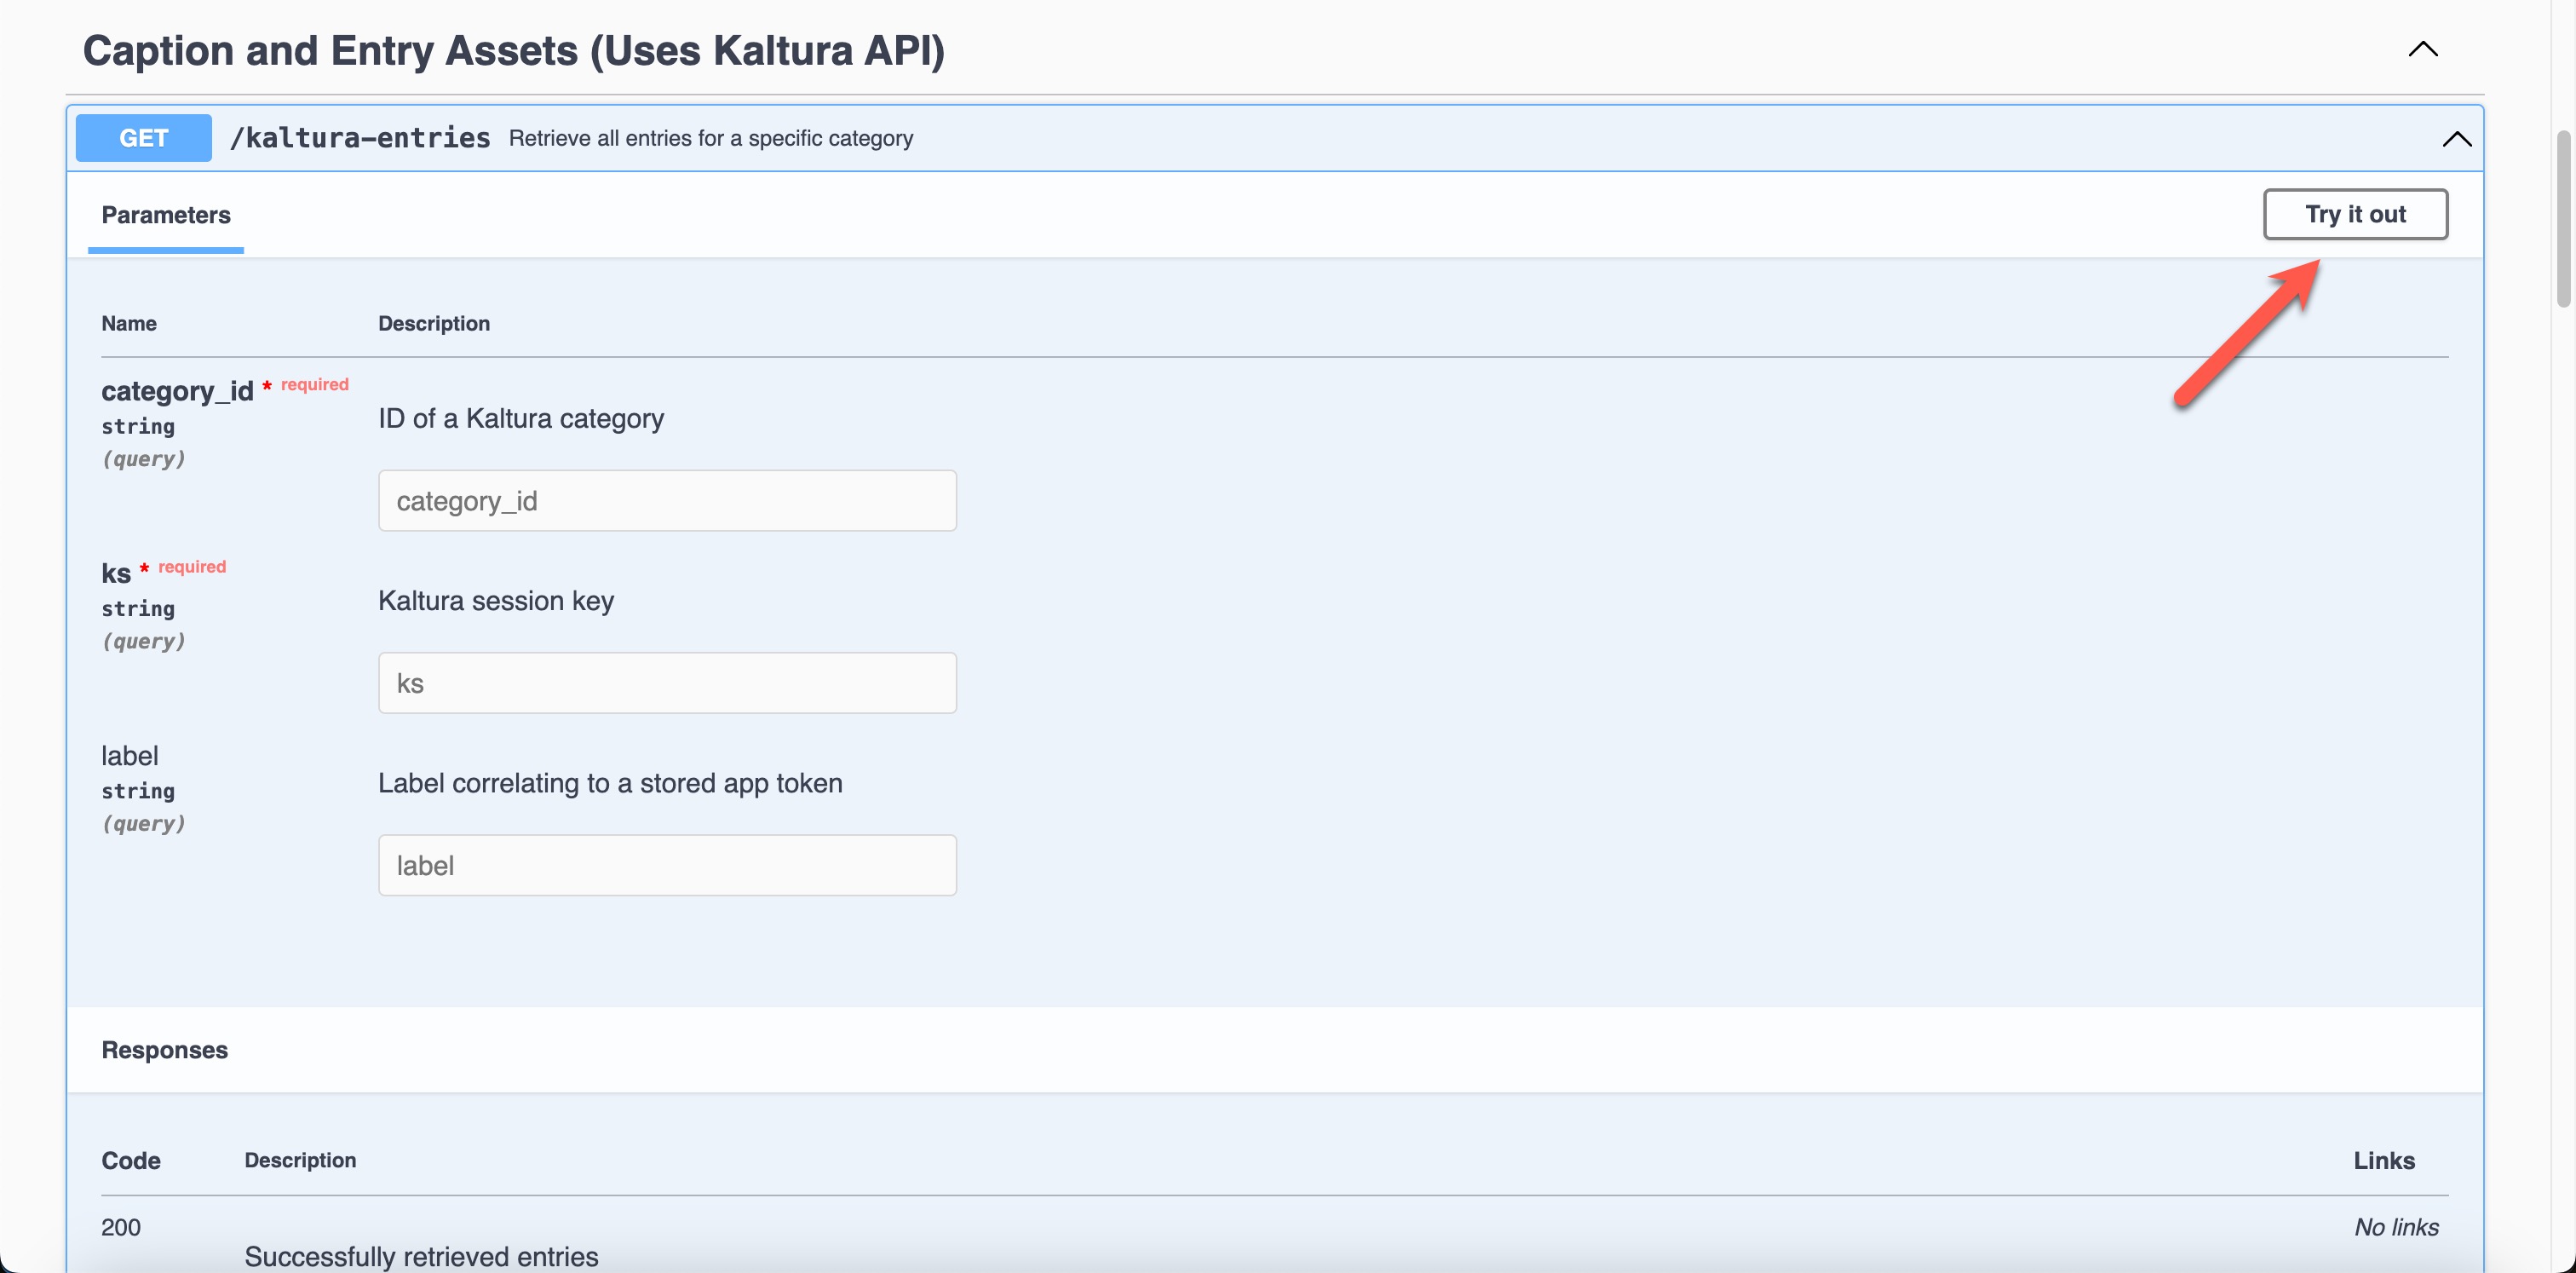 Caption and Entry Assets (Uses Kaltura API)
GET /kaltura-entries Retrieve all entries for a specific category
Parameters
Try it out
Name Description
category_id * required
string
(query)
ID of a Kaltura category
category_id
ks * required
string
(query)
Kaltura session key
ks
label
string
(query)
Label correlating to a stored app token
label
Responses
Code Description Links
200 No links
Successfully retrieved entries